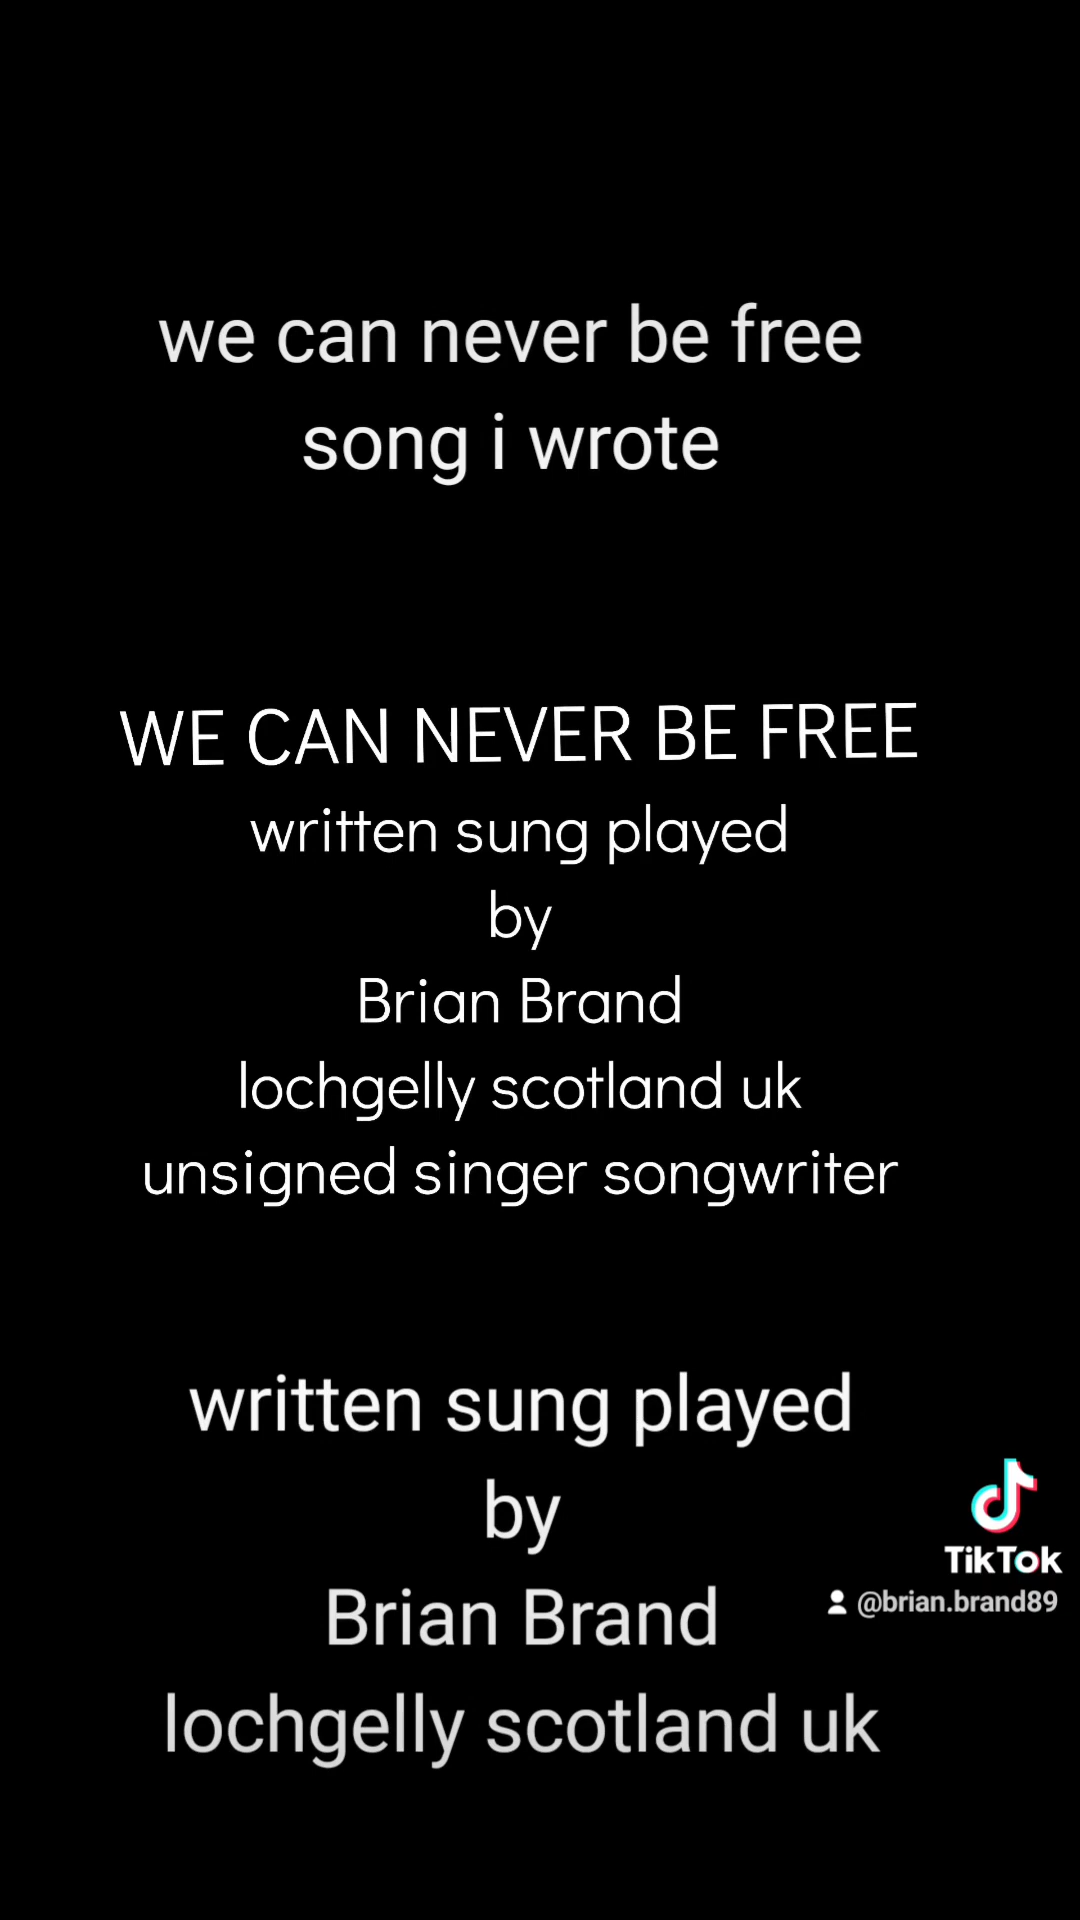 we can never be free
song i wrote
WE CAN NEVER BE FREE
written sung played
by
Brian Brand
lochgelly scotland uk
unsigned singer songwriter
written sung played
by
Brian Brand
lochgelly scotland uk
TikTok
@brian.brand89